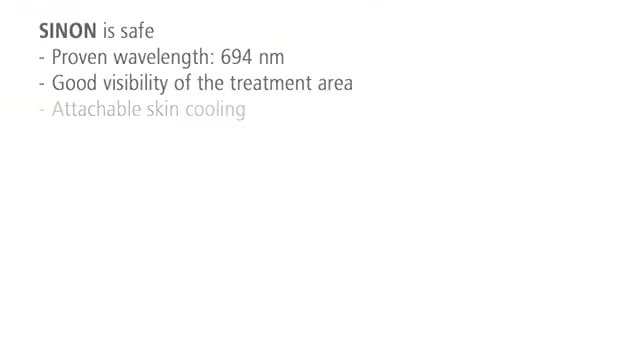 SINON is safe
- Proven wavelength: 694 nm
- Good visibility of the treatment area
- Attachable skin cooling